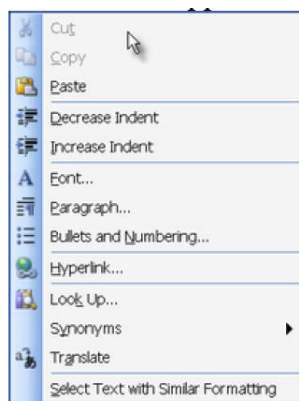 Cut
Copy
Paste
Decrease Indent
Increase Indent
Font...
Paragraph...
Bullets and Numbering...
Hyperlink...
Look Up...
Synonyms
Translate
Select Text with Similar Formatting